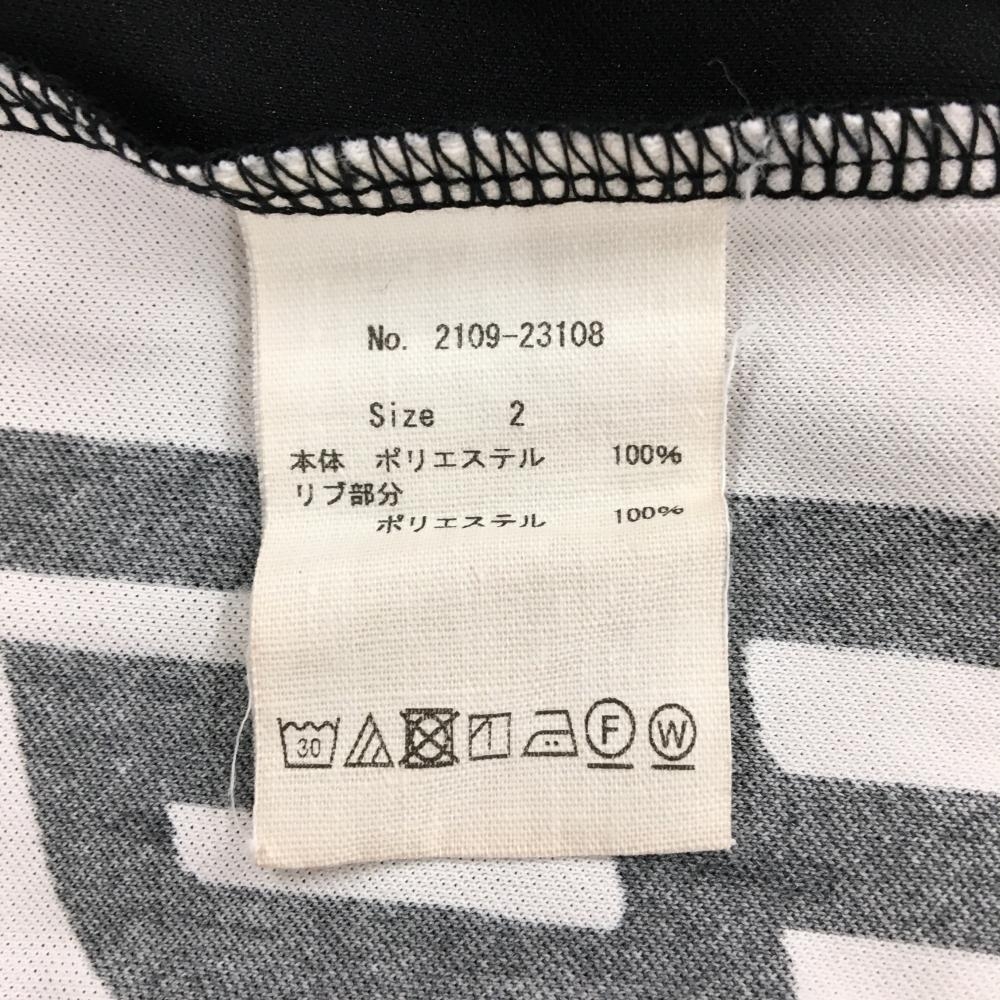 No. 2109-23108
Size 2
本体 ポリエステル 100%
リブ部分
ポリエステル 100%
30 F W